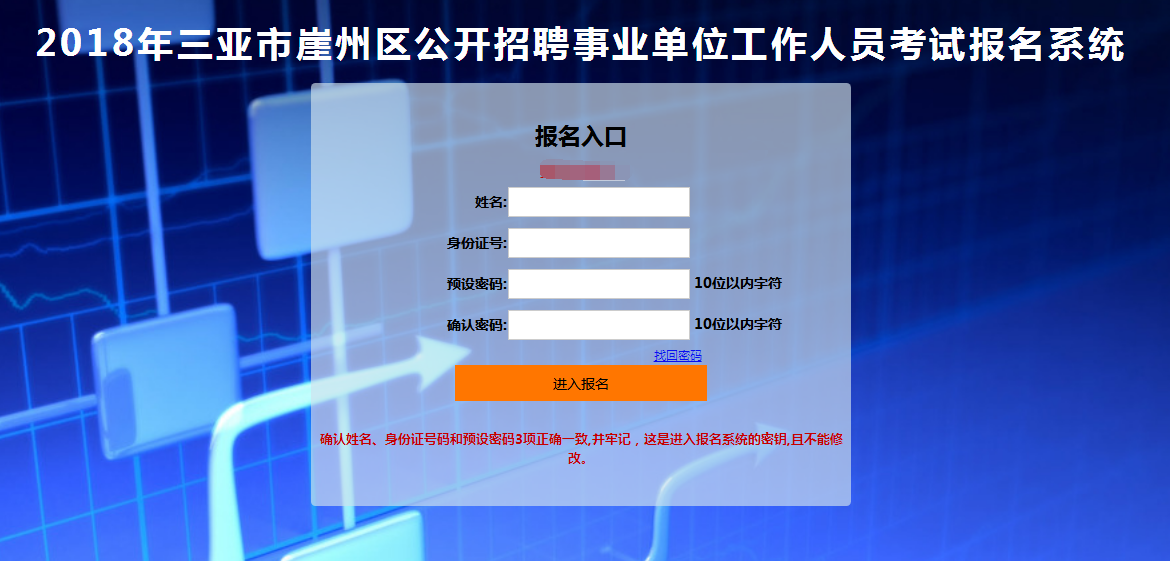 2018年三亚市崖州区公开招聘事业单位工作人员考试报名系统
报名入口
姓名:
身份证号:
预设密码: 10位以内字符
确认密码: 10位以内字符
找回密码
进入报名
确认姓名、身份证号码和预设密码3项正确一致,并牢记，这是进入报名系统的密钥,且不能修
改。